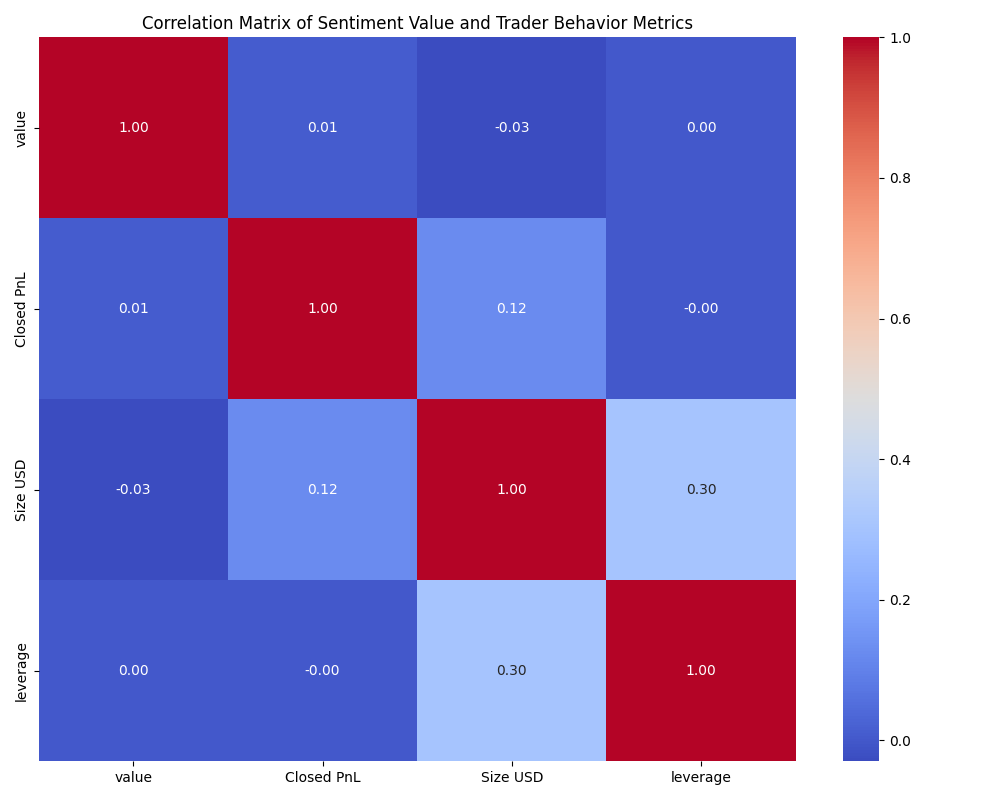 Correlation Matrix of Sentiment Value and Trader Behavior Metrics
value
1.00
0.01
-0.03
0.00
Closed PnL
0.01
1.00
0.12
-0.00
Size USD
-0.03
0.12
1.00
0.30
leverage
0.00
-0.00
0.30
1.00
value
Closed PnL
Size USD
leverage
1.0
0.8
0.6
0.4
0.2
0.0